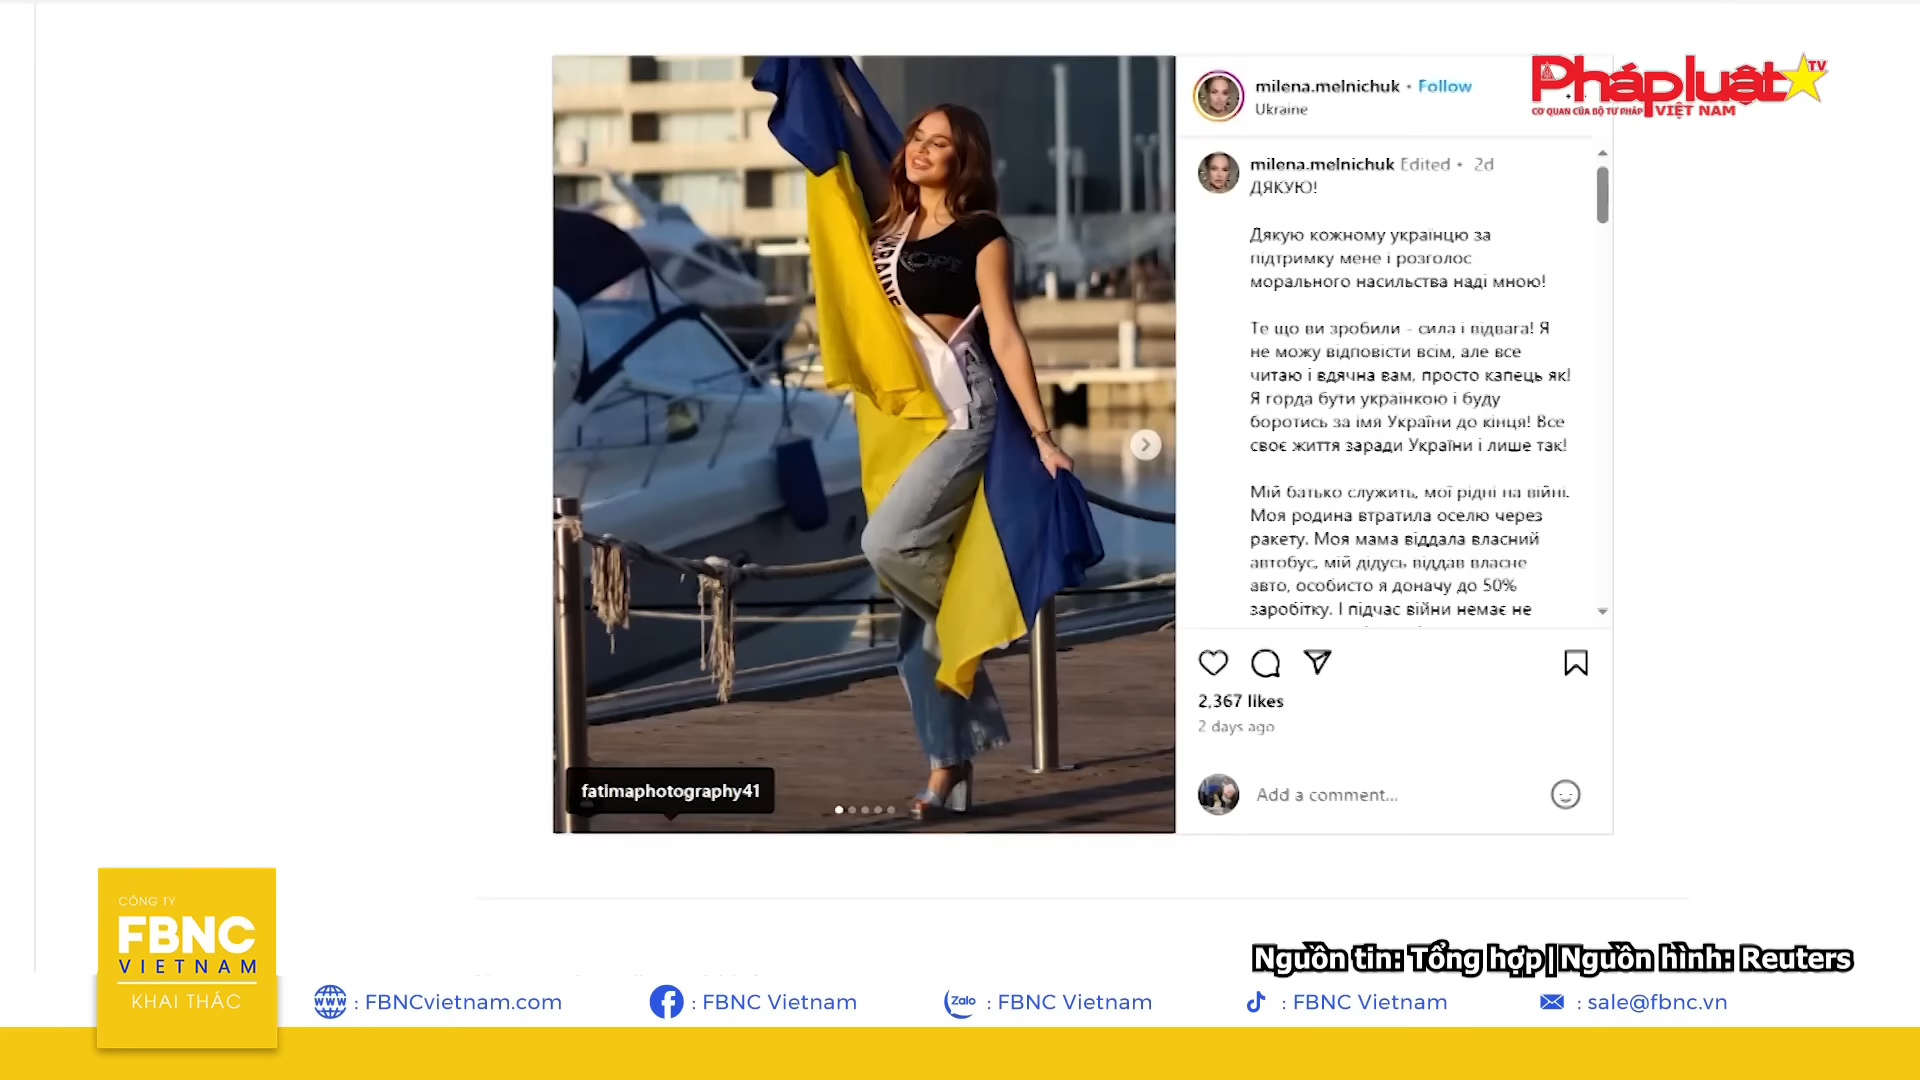 milena.melnichuk • Follow
Ukraine
Pháp luật TV
CƠ QUAN CỦA BỘ TƯ PHÁP VIỆT NAM
milena.melnichuk Edited • 2d
ДЯКУЮ!
Дякую кожному українцю за
підтримку мене і розголос
морального насильства наді мною!
Те що ви зробили - сила і відвага! Я
не можу відповісти всім, але все
читаю і вдячна вам, просто капець як!
Я горда бути українкою і буду
боротись за імя України до кінця! Все
своє життя заради України і лише так!
Мій батько служить, мої рідні на війні.
Моя родина втратила оселю через
ракету. Моя мама віддала власний
автобус, мій дідусь віддав власне
авто, особисто я доначу до 50%
заробітку. І підчас війни немає не
UKRAINE
fatimaphotography41
2,367 likes
2 days ago
Add a comment...
CÔNG TY
FBNC
VIETNAM
KHAI THÁC
Nguồn tin: Tổng hợp|Nguồn hình: Reuters
www : FBNCvietnam.com
: FBNC Vietnam
Zalo : FBNC Vietnam
: FBNC Vietnam
: sale@fbnc.vn